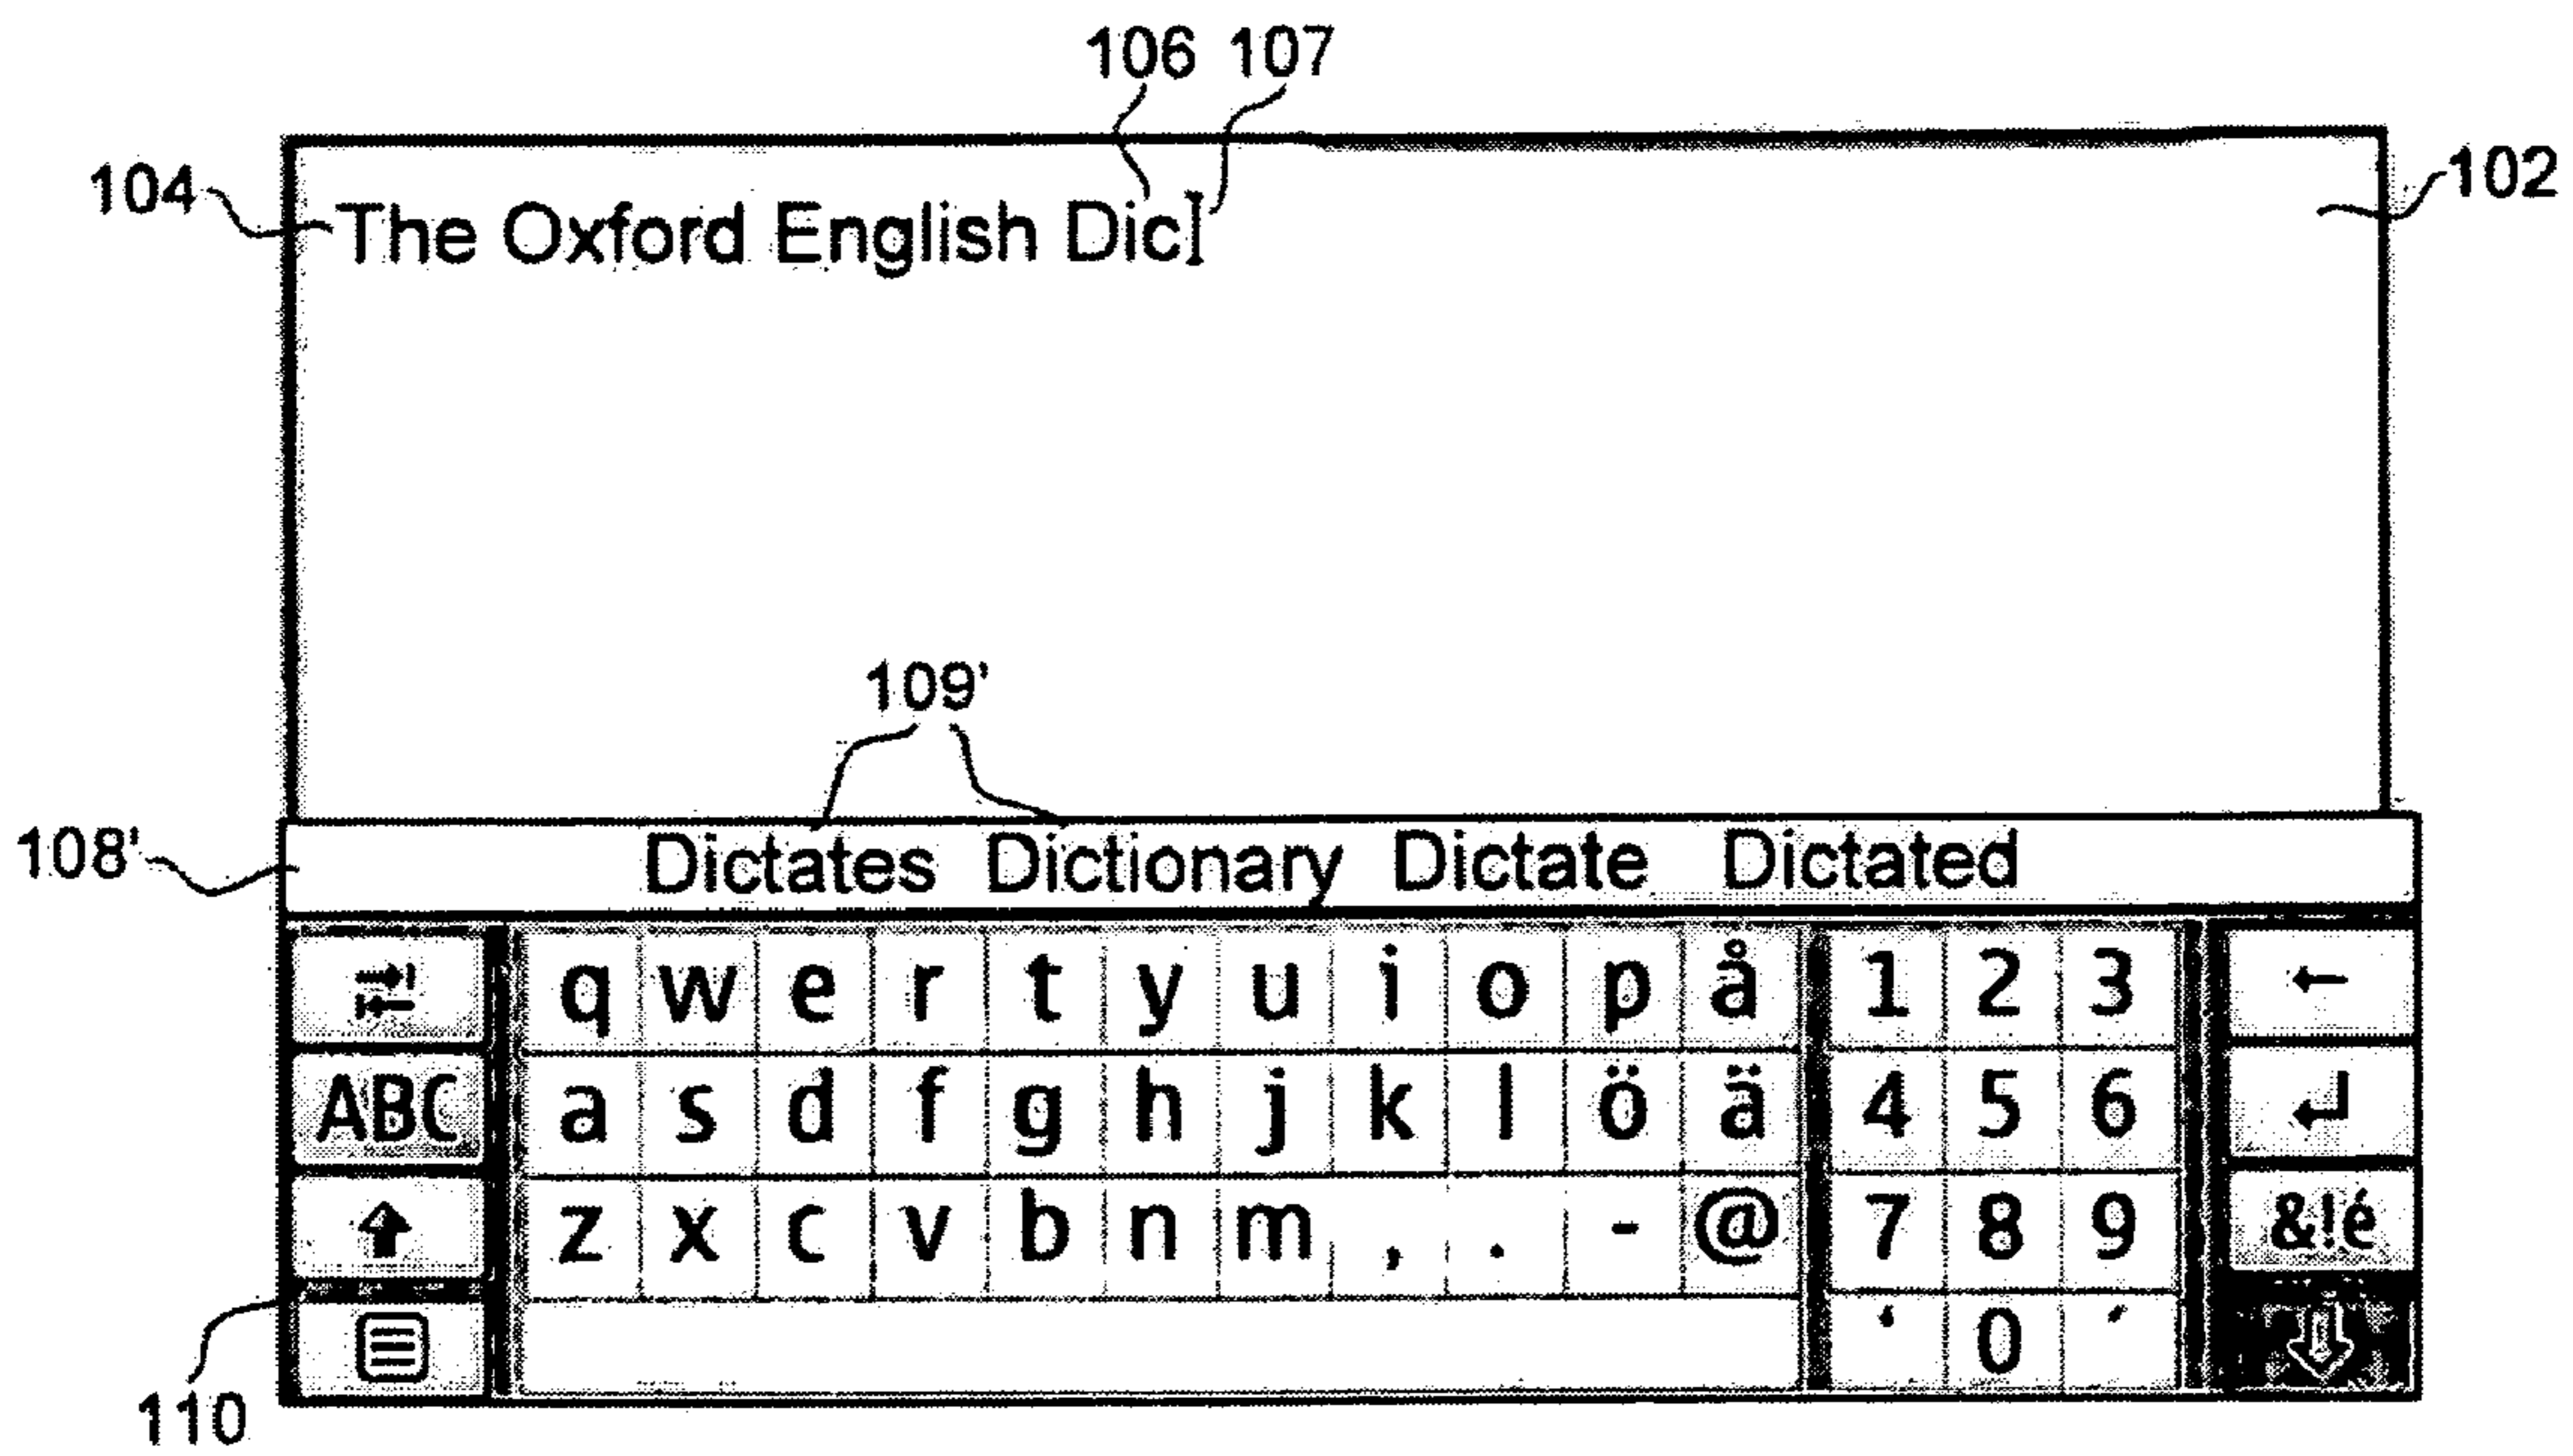 106 107
104 102
The Oxford English Dic
109'
108'
Dictates Dictionary Dictate Dictated
q w e r t y u i o p å 1 2 3 ←
ABC a s d f g h j k l ö ä 4 5 6
z x c v b n m , . - @ 7 8 9 &!é
' 0 ´
110